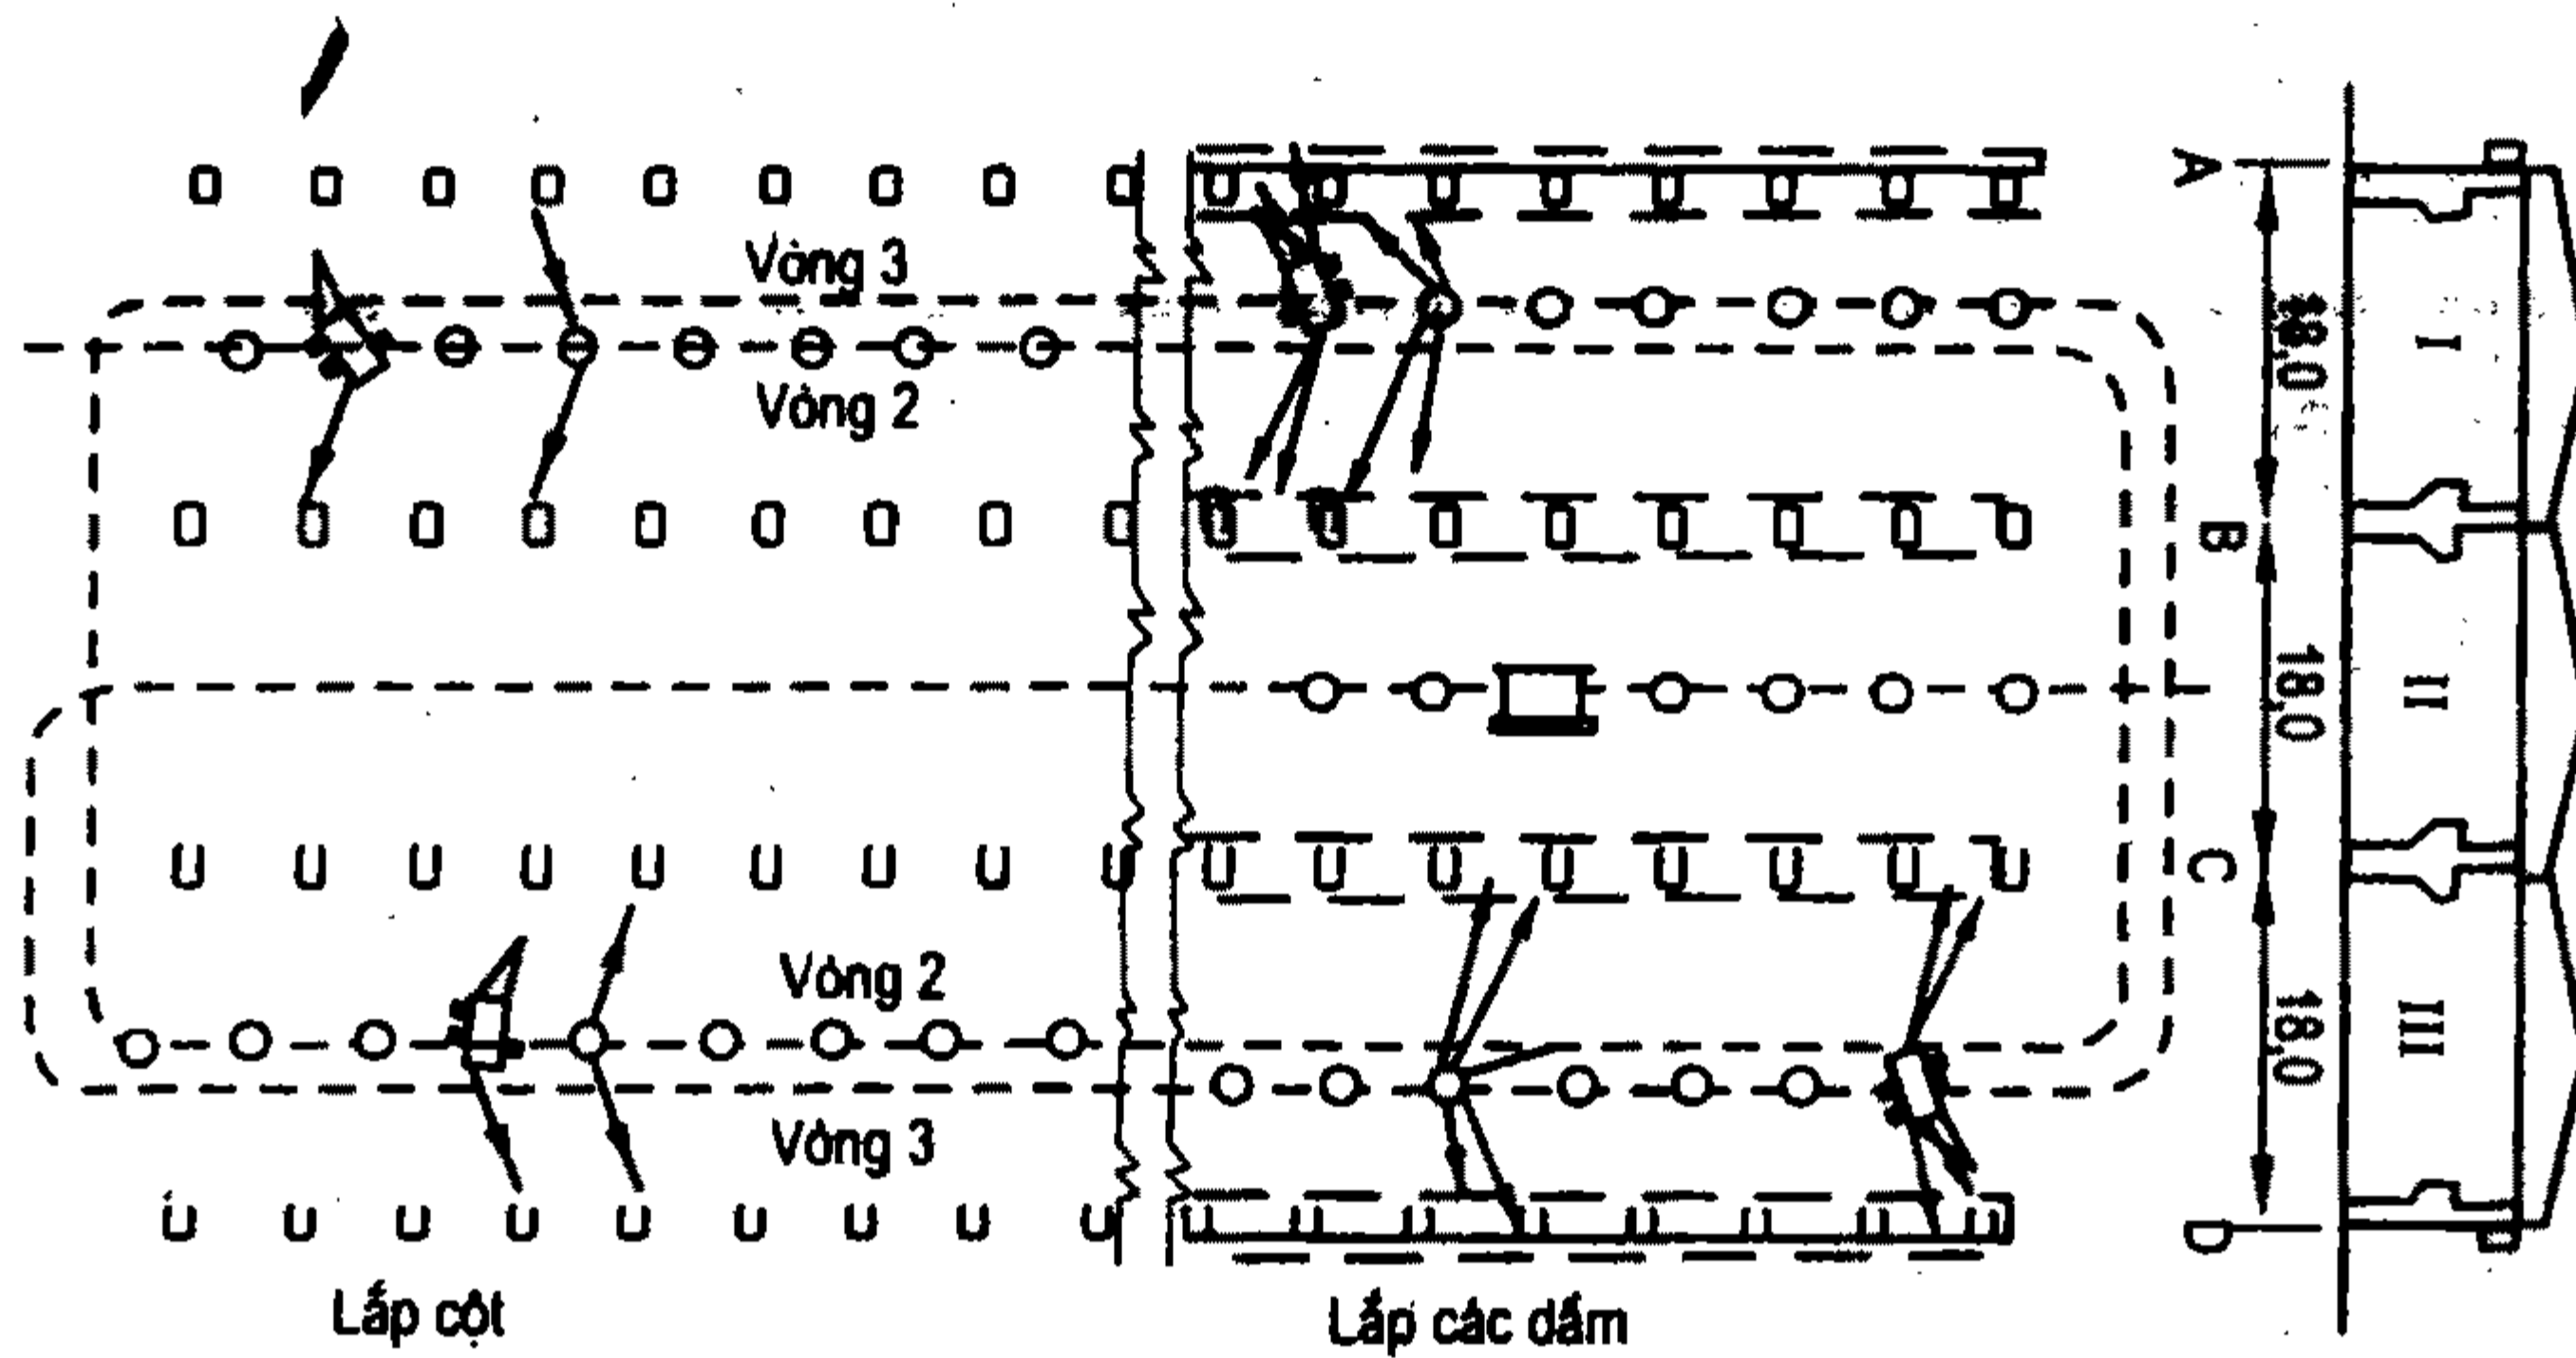 Vòng 3
Vòng 2
Vòng 2
Vòng 3
Lắp cột
Lắp các dầm
A
B
C
D
18,0
18,0
18,0
I
II
III